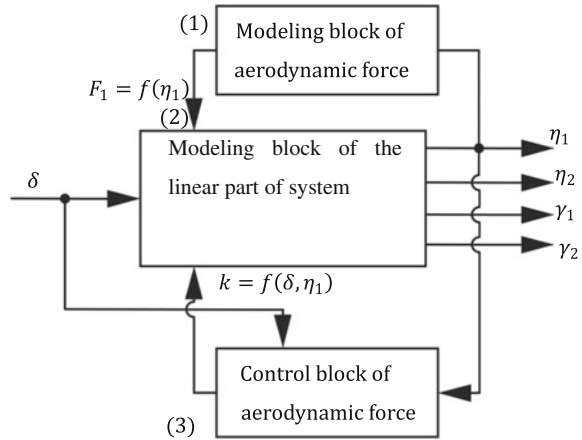 (1)
Modeling block of
aerodynamic force
F₁ = f(η₁)
(2)
Modeling block of the
linear part of system
δ
η₁
η₂
γ₁
γ₂
k = f(δ, η₁)
Control block of
aerodynamic force
(3)